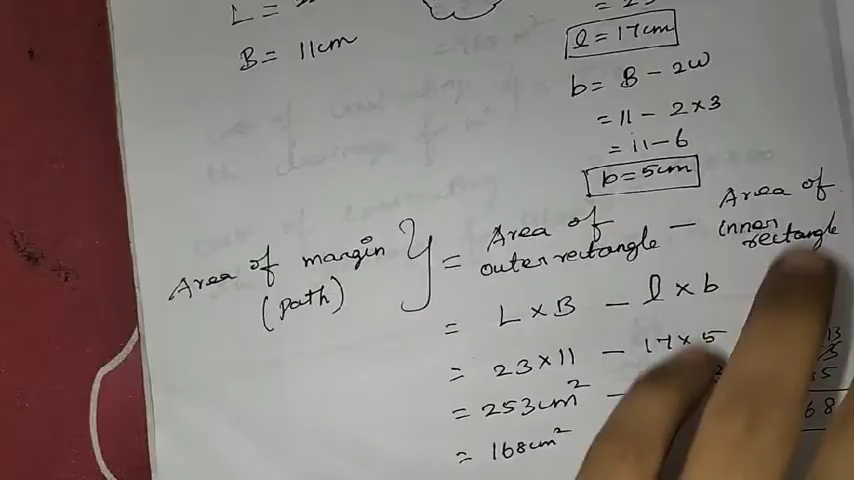 L =
B = 11cm
l = 17cm
b = B - 2w
= 11 - 2×3
= 11-6
b = 5cm
Area of margin (path) } = Area of outer rectangle - Area of inner rectangle
= L × B - l × b
= 23×11 - 17×5
= 253cm² -
= 168cm²
68